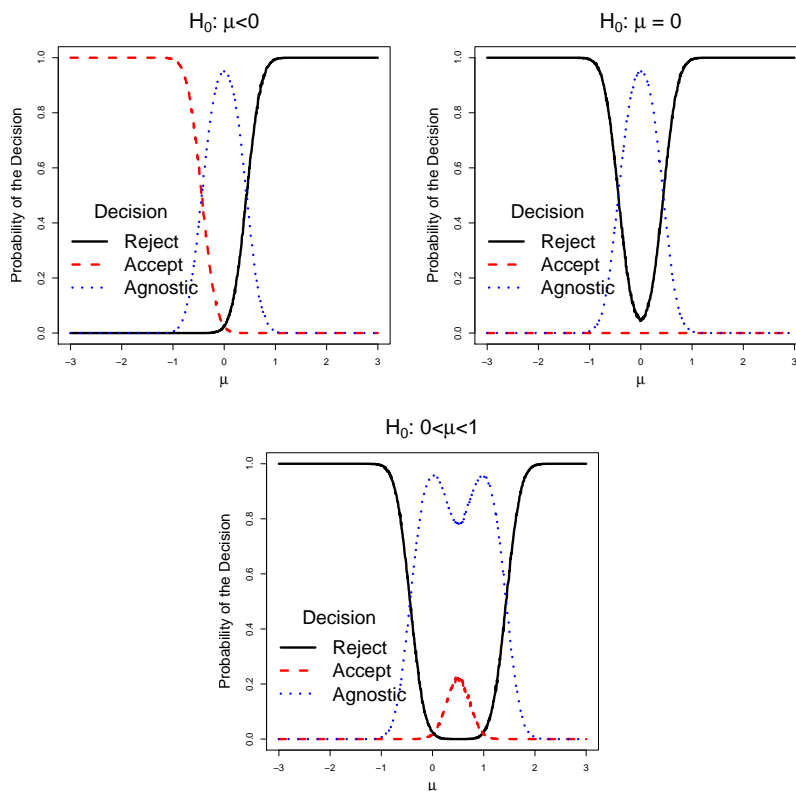 H₀: μ<0
Probability of the Decision
1.0
0.8
0.6
0.4
0.2
0.0
Decision
Reject
Accept
Agnostic
−3 −2 −1 0 1 2 3
μ
H₀: μ = 0
Probability of the Decision
1.0
0.8
0.6
0.4
0.2
0.0
Decision
Reject
Accept
Agnostic
−3 −2 −1 0 1 2 3
μ
H₀: 0<μ<1
Probability of the Decision
1.0
0.8
0.6
0.4
0.2
0.0
Decision
Reject
Accept
Agnostic
−3 −2 −1 0 1 2 3
μ